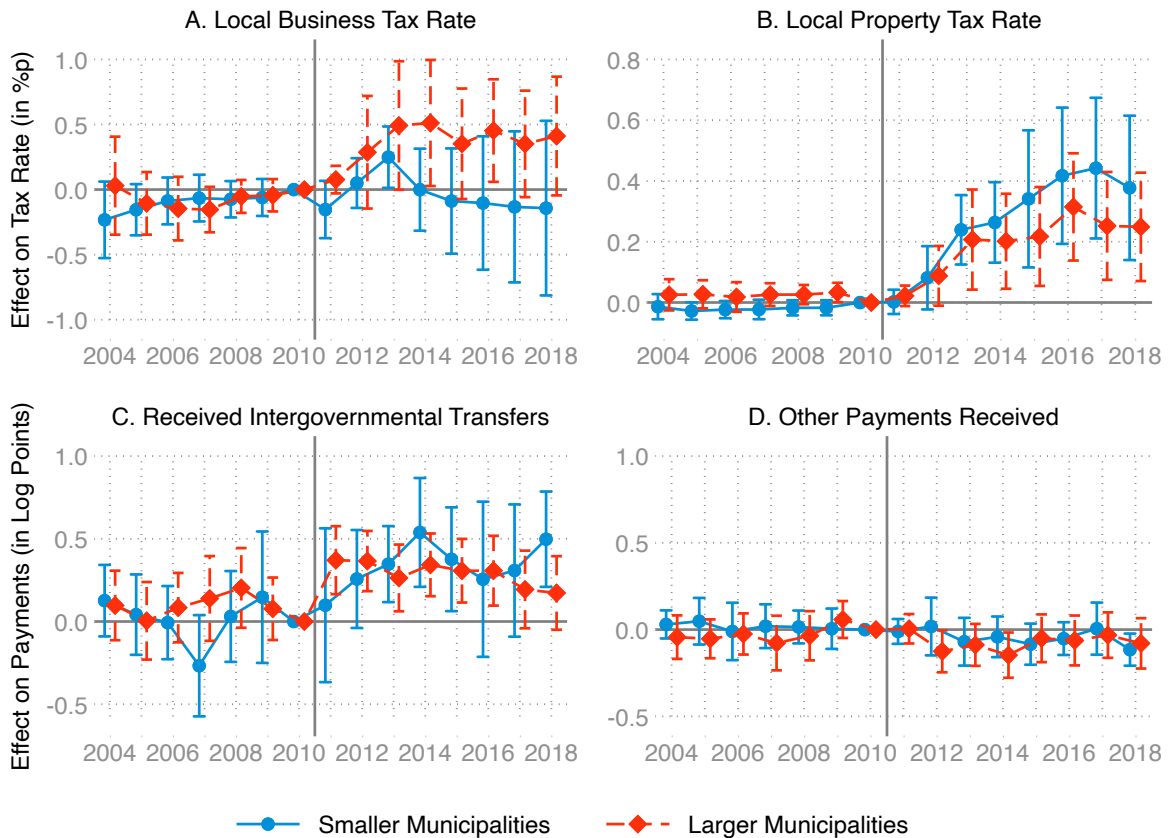 A. Local Business Tax Rate
B. Local Property Tax Rate
Effect on Tax Rate (in %p)
1.0
0.5
0.0
-0.5
-1.0
2004 2006 2008 2010 2012 2014 2016 2018
0.8
0.6
0.4
0.2
0.0
2004 2006 2008 2010 2012 2014 2016 2018
C. Received Intergovernmental Transfers
D. Other Payments Received
Effect on Payments (in Log Points)
1.0
0.5
0.0
-0.5
2004 2006 2008 2010 2012 2014 2016 2018
1.0
0.5
0.0
-0.5
2004 2006 2008 2010 2012 2014 2016 2018
Smaller Municipalities
Larger Municipalities